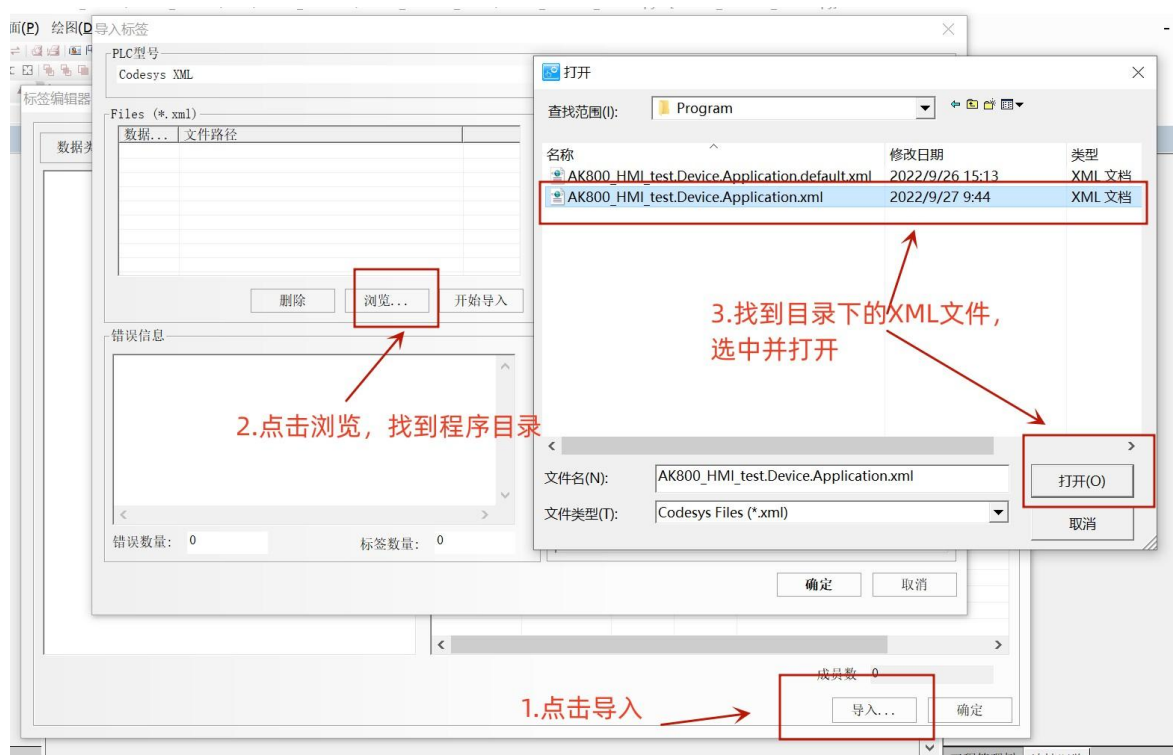 面(P) 绘图(D
导入标签
PLC型号
Codesys XML
标签编辑器
数据类
Files (*.xml)
数据... 文件路径
删除 浏览... 开始导入
错误信息
2.点击浏览，找到程序目录
错误数量: 0 标签数量: 0
确定 取消
打开
查找范围(I): Program
名称 修改日期 类型
AK800_HMI_test.Device.Application.default.xml 2022/9/26 15:13 XML 文档
AK800_HMI_test.Device.Application.xml 2022/9/27 9:44 XML 文档
3.找到目录下的XML文件，
选中并打开
文件名(N): AK800_HMI_test.Device.Application.xml 打开(O)
文件类型(T): Codesys Files (*.xml) 取消
成员数 0
1.点击导入
导入... 确定